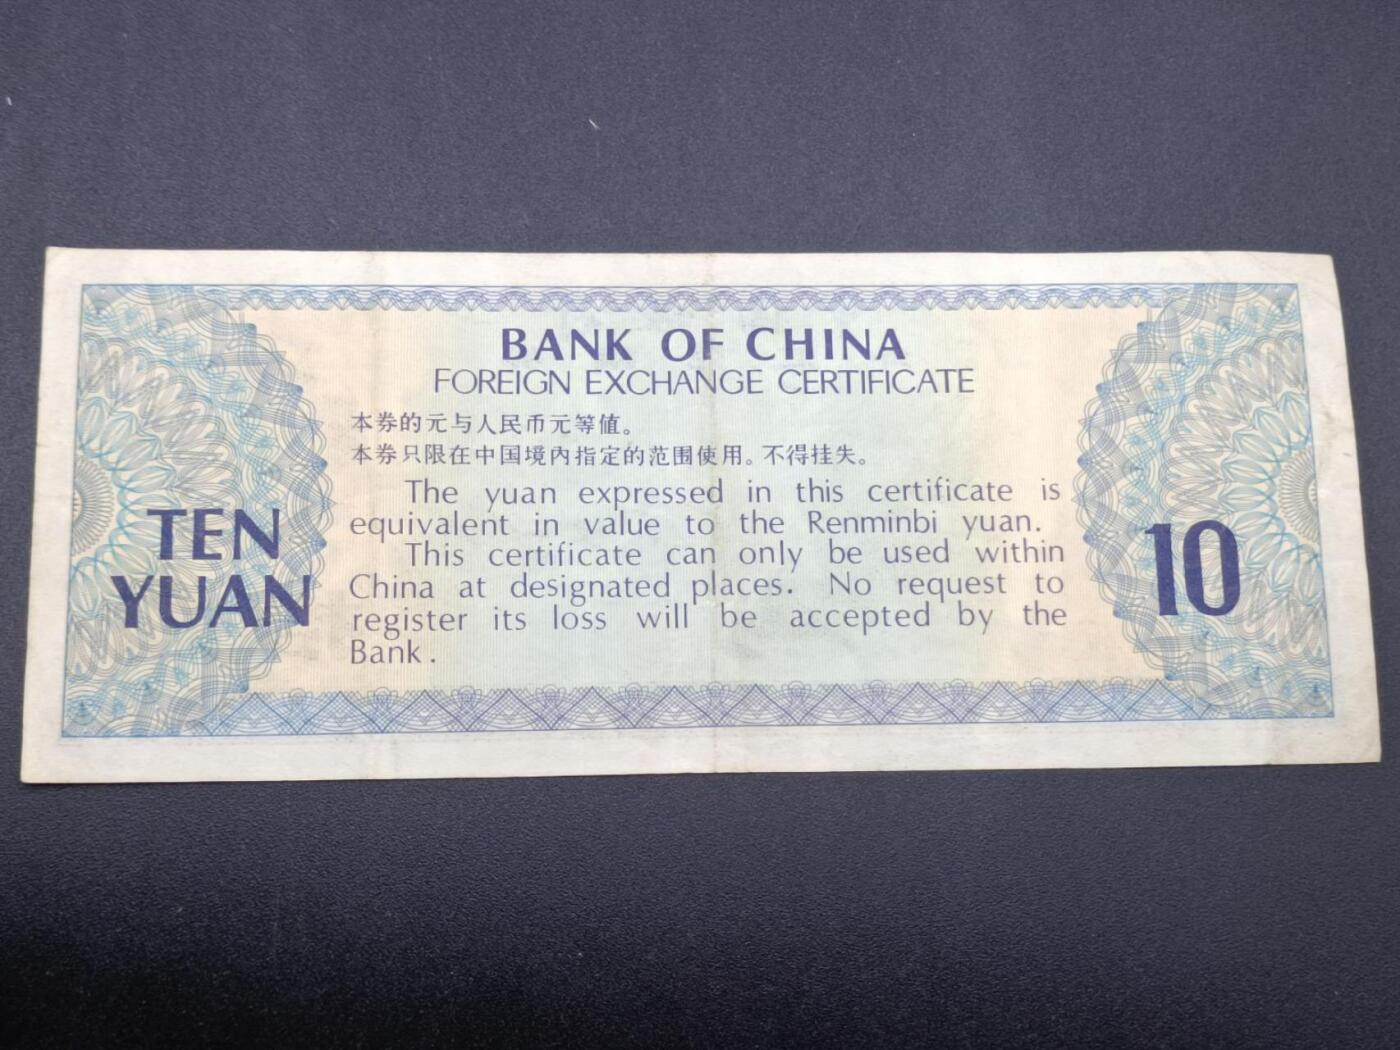 BANK OF CHINA
FOREIGN EXCHANGE CERTIFICATE
本券的元与人民币元等值。
本券只限在中国境内指定的范围使用。不得挂失。
The yuan expressed in this certificate is
equivalent in value to the Renminbi yuan.
This certificate can only be used within
China at designated places. No request to
register its loss will be accepted by the
Bank.
TEN
YUAN
10